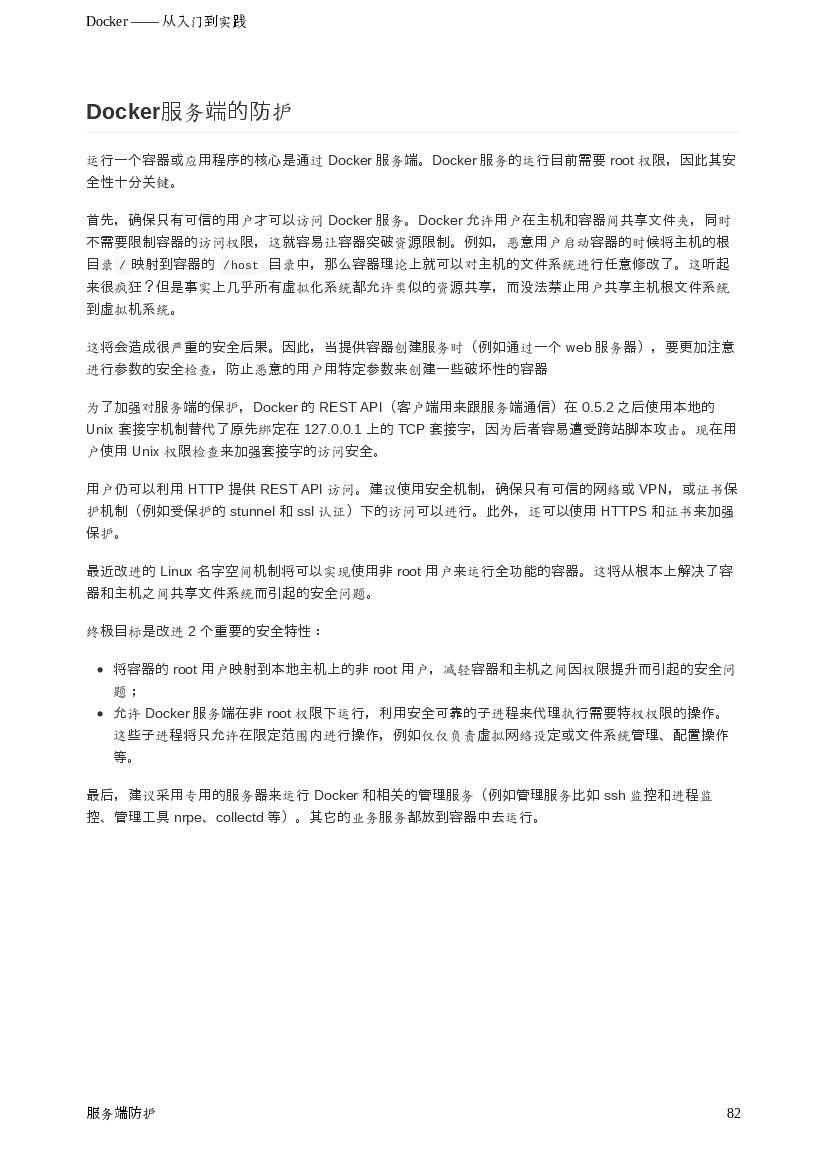 Docker —— 从入门到实践
Docker服务端的防护
运行一个容器或应用程序的核心是通过 Docker 服务端。Docker 服务的运行目前需要 root 权限，因此其安
全性十分关键。
首先，确保只有可信的用户才可以访问 Docker 服务。Docker 允许用户在主机和容器间共享文件夹，同时
不需要限制容器的访问权限，这就容易让容器突破资源限制。例如，恶意用户启动容器的时候将主机的根
目录 / 映射到容器的 /host 目录中，那么容器理论上就可以对主机的文件系统进行任意修改了。这听起
来很疯狂？但是事实上几乎所有虚拟化系统都允许类似的资源共享，而没法禁止用户共享主机根文件系统
到虚拟机系统。
这将会造成很严重的安全后果。因此，当提供容器创建服务时（例如通过一个 web 服务器），要更加注意
进行参数的安全检查，防止恶意的用户用特定参数来创建一些破坏性的容器
为了加强对服务端的保护，Docker 的 REST API（客户端用来跟服务端通信）在 0.5.2 之后使用本地的
Unix 套接字机制替代了原先绑定在 127.0.0.1 上的 TCP 套接字，因为后者容易遭受跨站脚本攻击。现在用
户使用 Unix 权限检查来加强套接字的访问安全。
用户仍可以利用 HTTP 提供 REST API 访问。建议使用安全机制，确保只有可信的网络或 VPN，或证书保
护机制（例如受保护的 stunnel 和 ssl 认证）下的访问可以进行。此外，还可以使用 HTTPS 和证书来加强
保护。
最近改进的 Linux 名字空间机制将可以实现使用非 root 用户来运行全功能的容器。这将从根本上解决了容
器和主机之间共享文件系统而引起的安全问题。
终极目标是改进 2 个重要的安全特性：
• 将容器的 root 用户映射到本地主机上的非 root 用户，减轻容器和主机之间因权限提升而引起的安全问
题；
• 允许 Docker 服务端在非 root 权限下运行，利用安全可靠的子进程来代理执行需要特权权限的操作。
这些子进程将只允许在限定范围内进行操作，例如仅仅负责虚拟网络设定或文件系统管理、配置操作
等。
最后，建议采用专用的服务器来运行 Docker 和相关的管理服务（例如管理服务比如 ssh 监控和进程监
控、管理工具 nrpe、collectd 等）。其它的业务服务都放到容器中去运行。
服务端防护
82